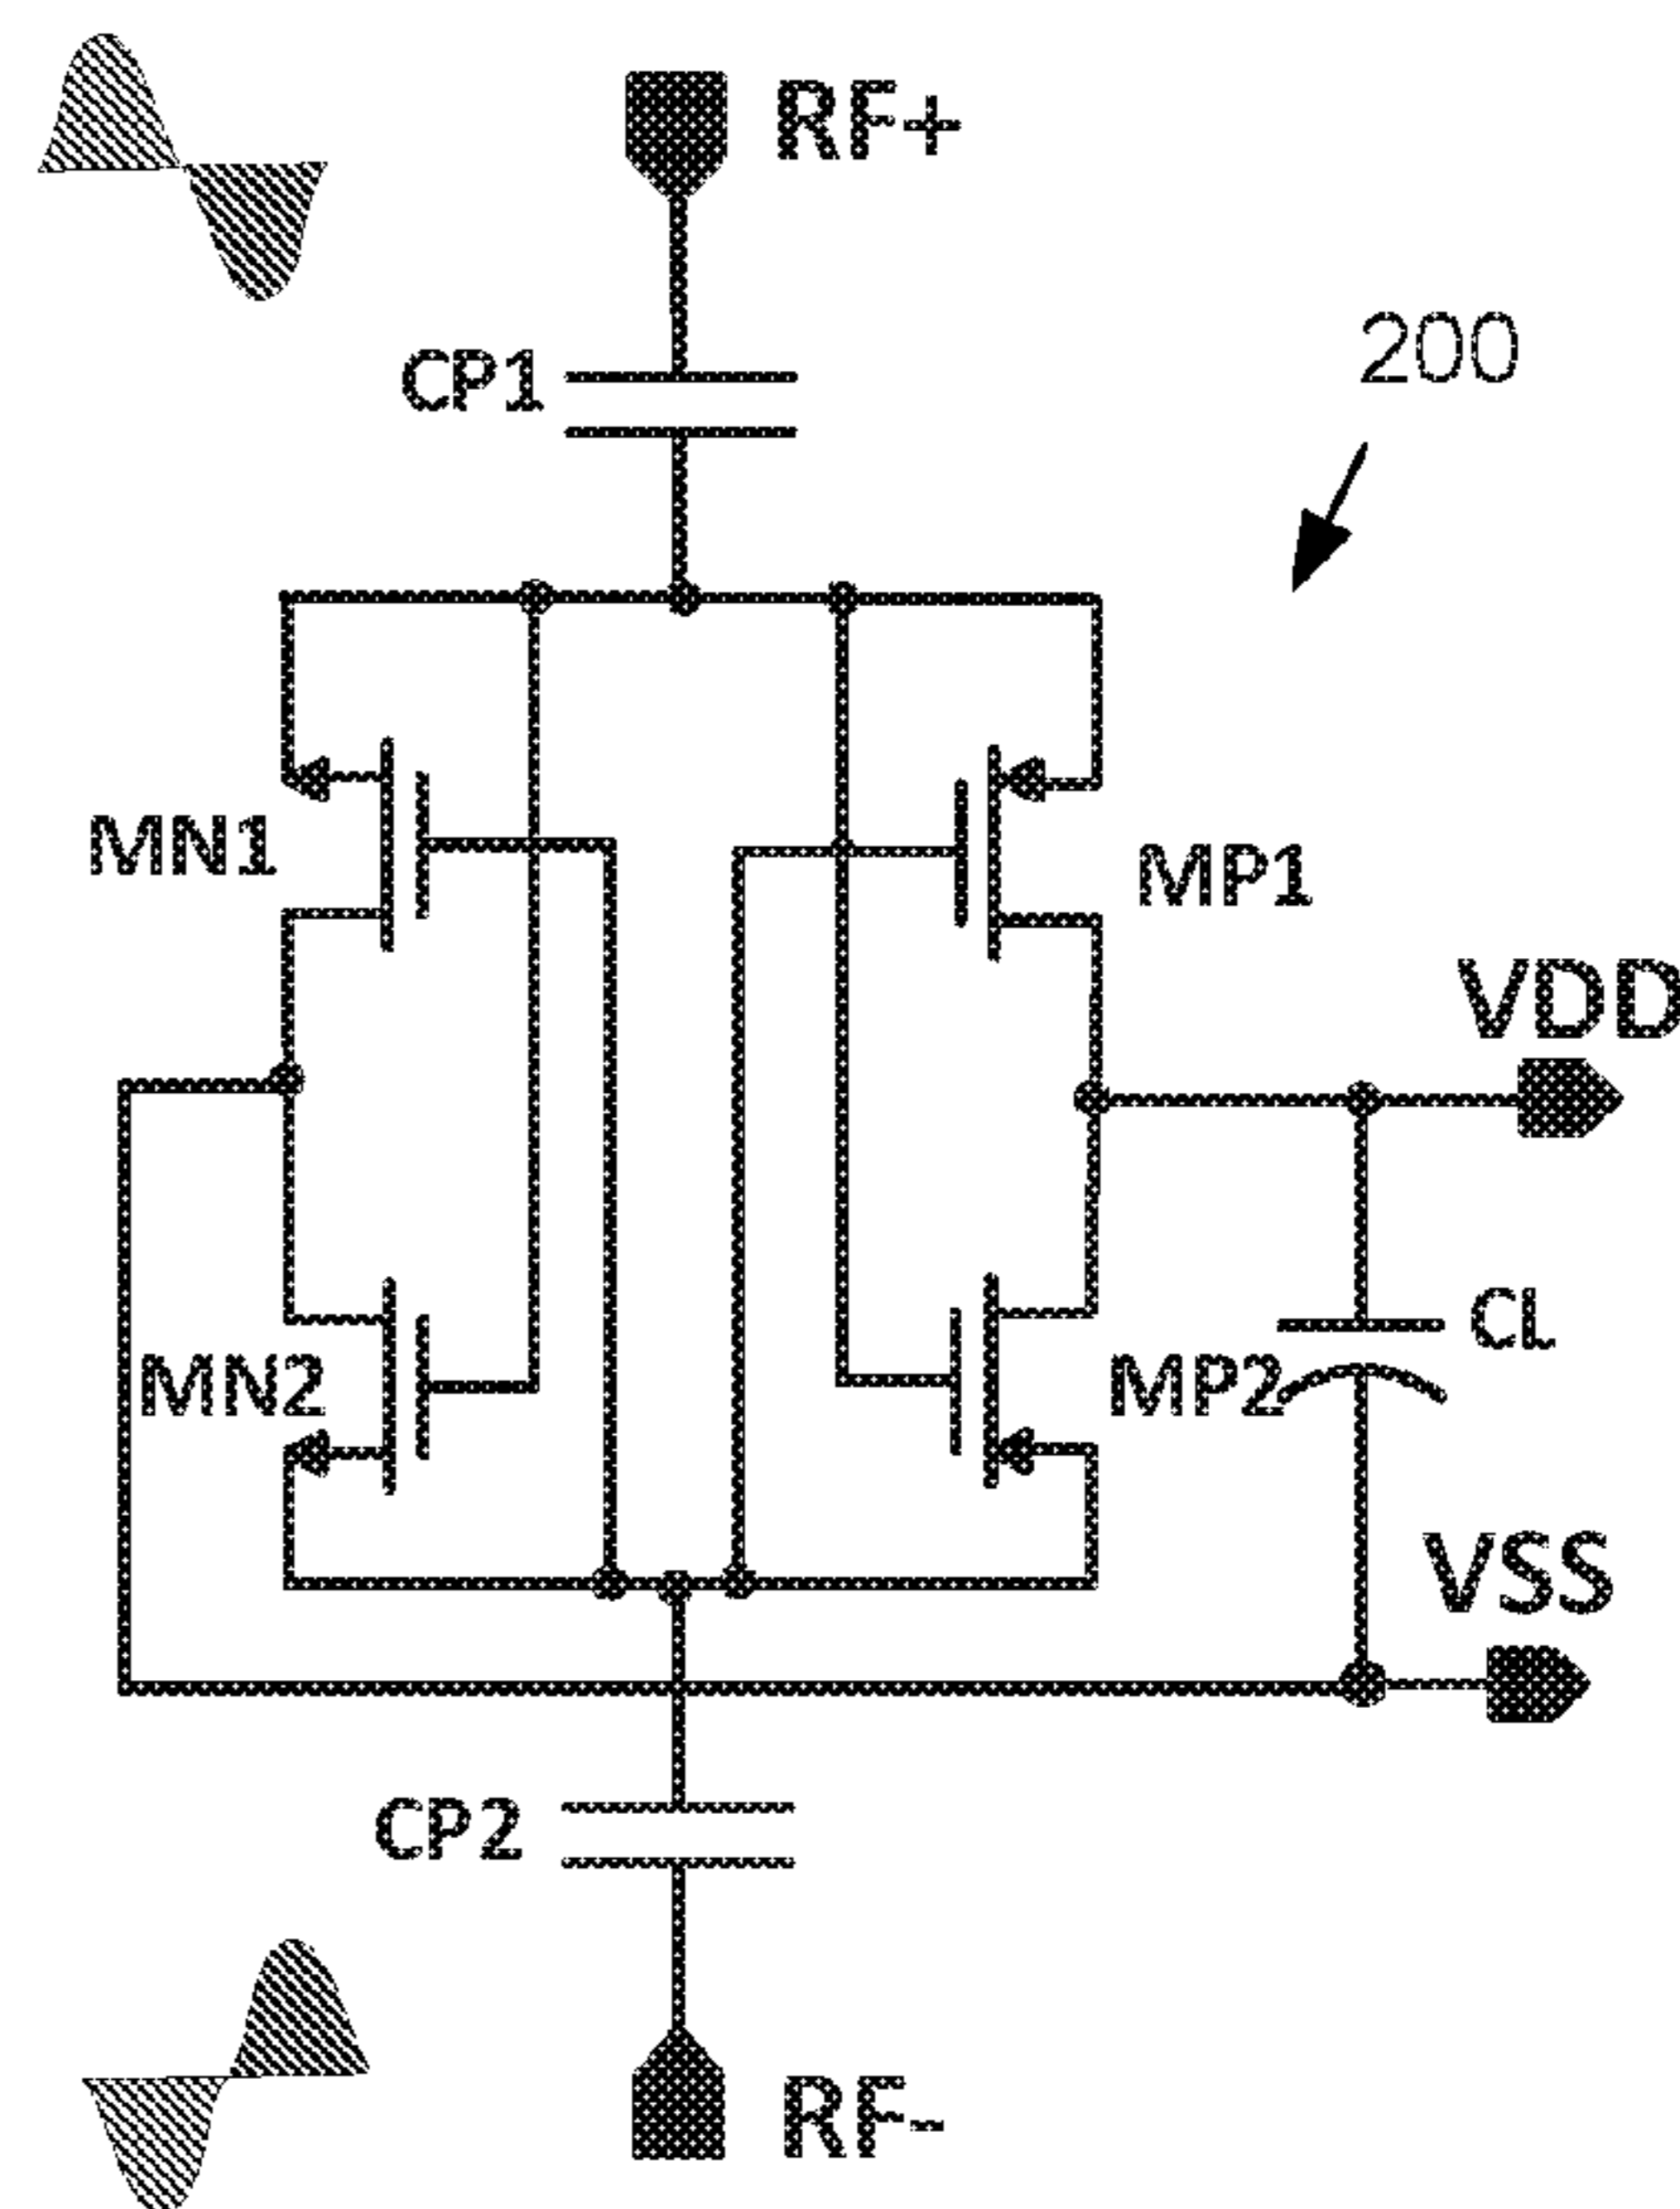 RF+
CP1
200
MN1
MP1
VDD
CL
MN2
MP2
VSS
CP2
RF-